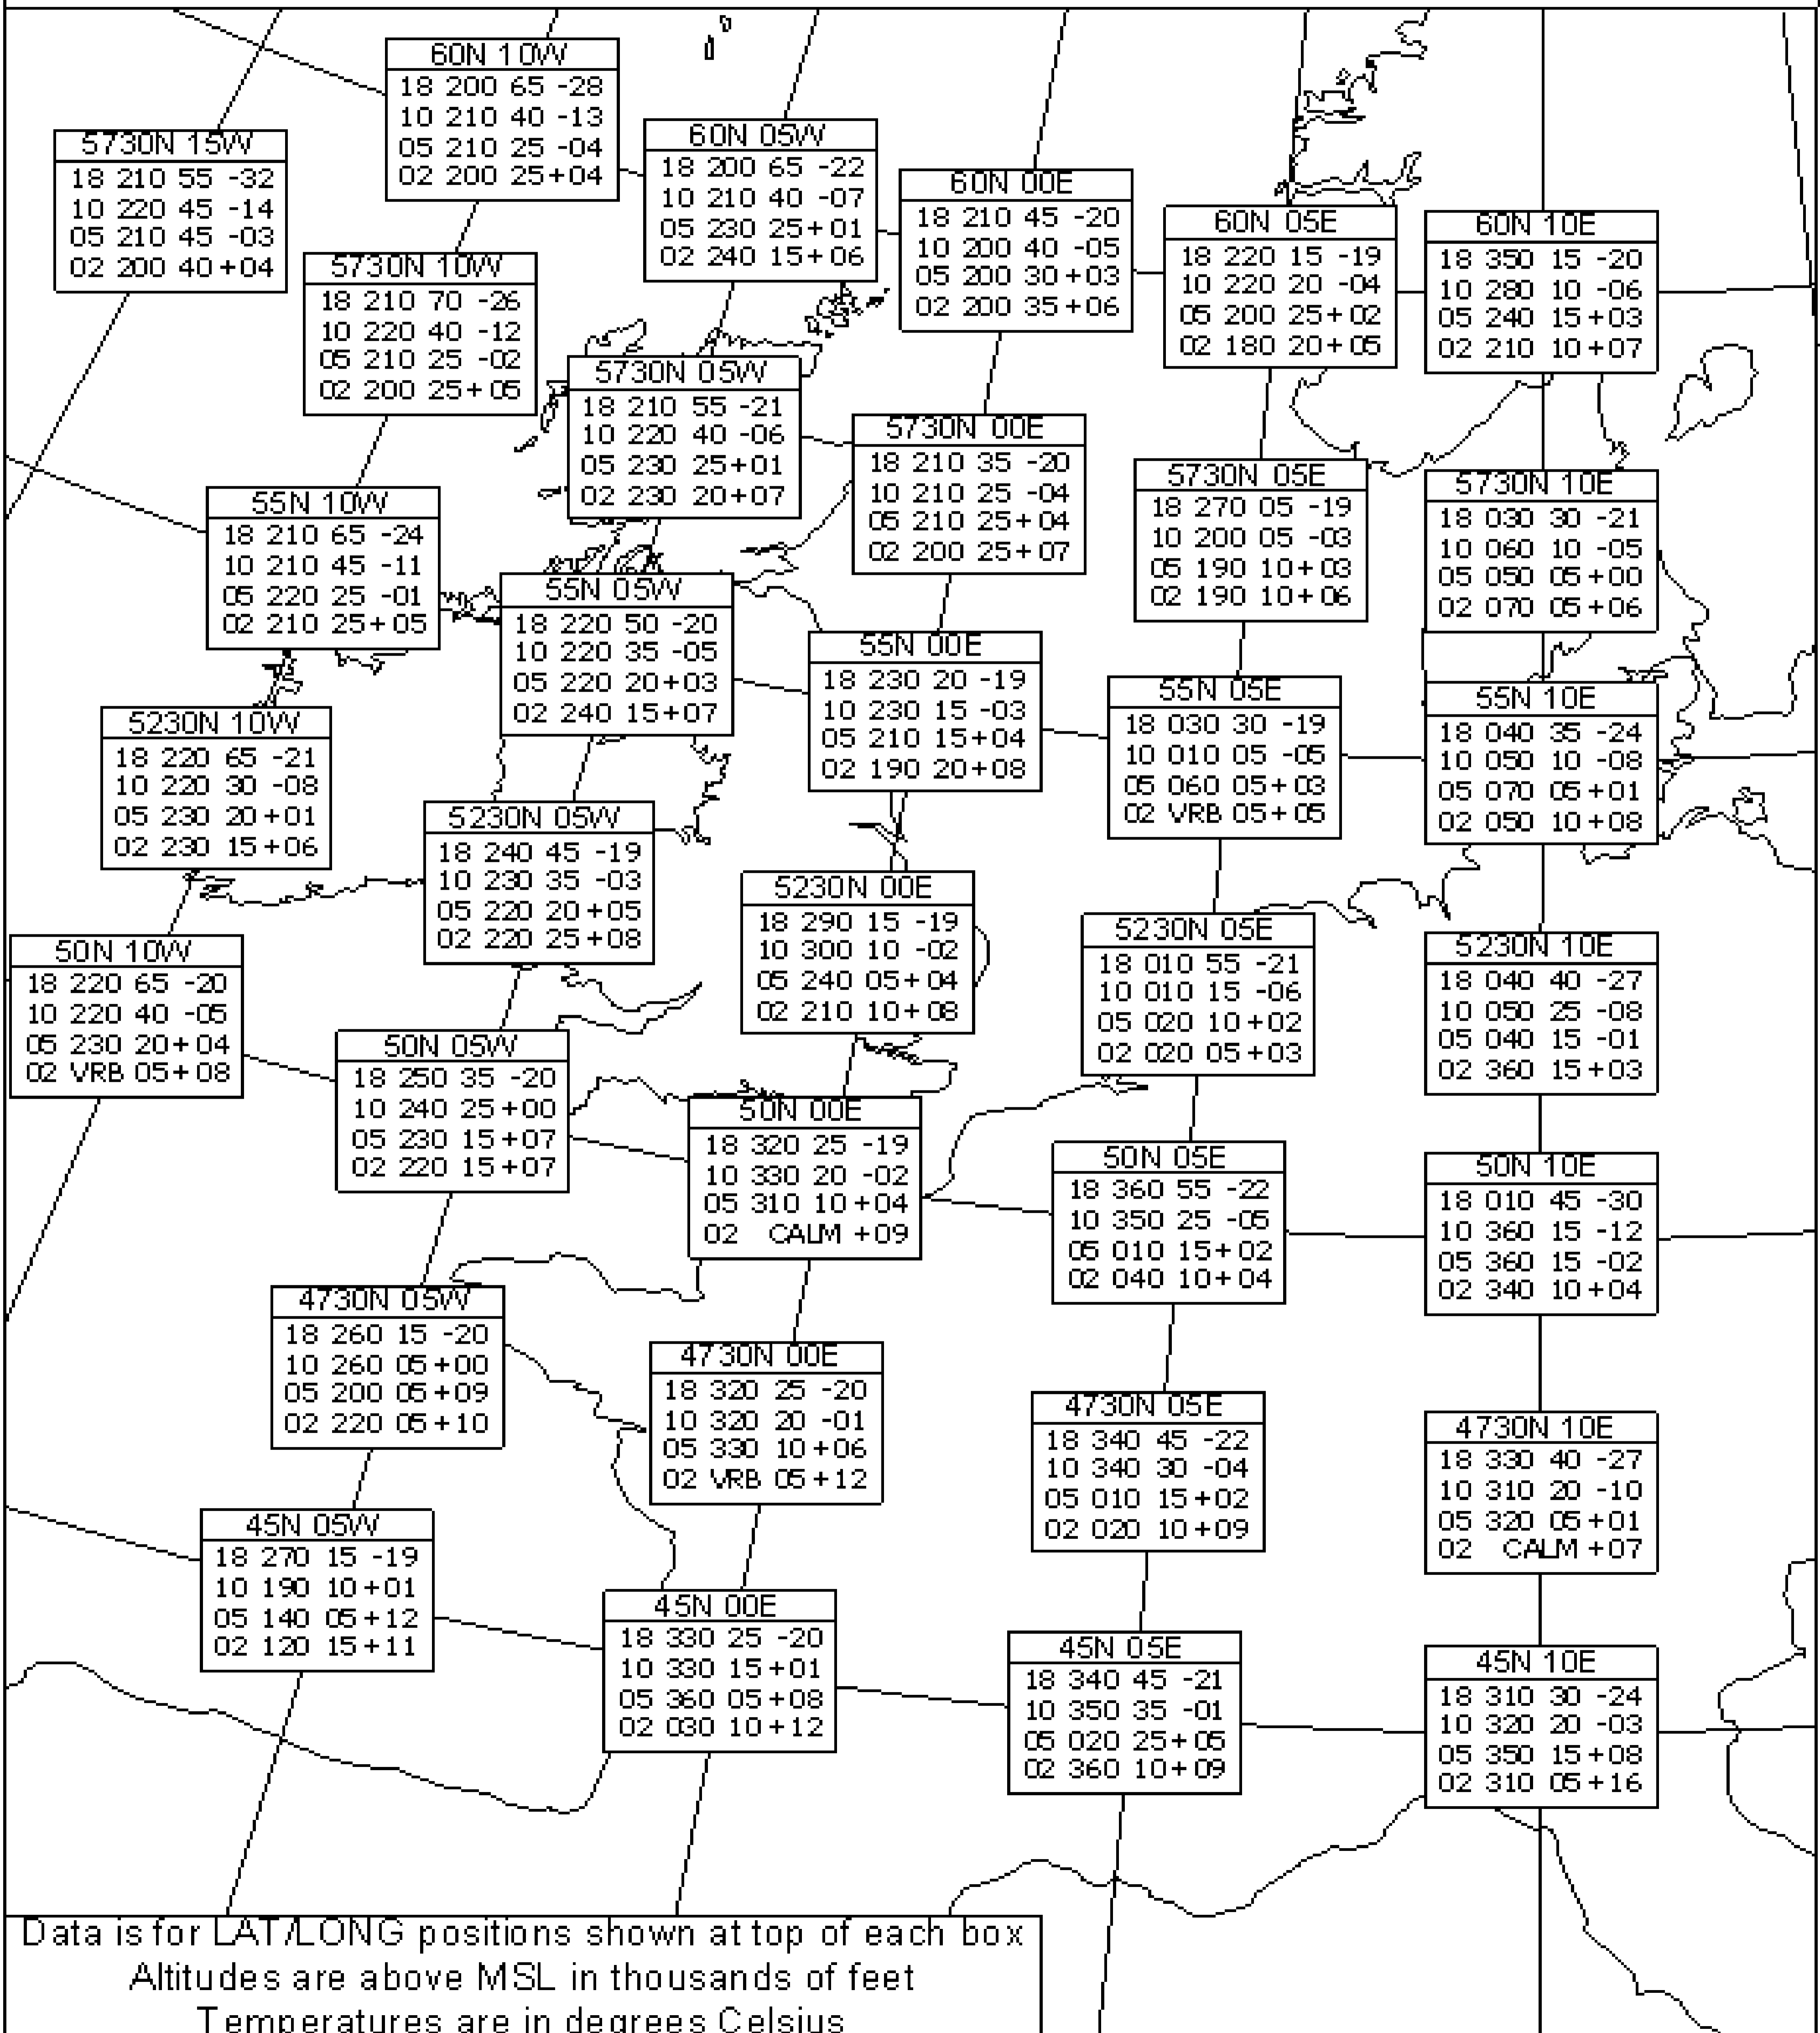 60N 10W
18 200 65 -28
10 210 40 -13
05 210 25 -04
02 200 25+04
60N 05W
18 200 65 -22
10 210 40 -07
05 230 25+01
02 240 15+06
5730N 15W
18 210 55 -32
10 220 45 -14
05 210 45 -03
02 200 40+04
60N 00E
18 210 45 -20
10 200 40 -05
05 200 30+03
02 200 35+06
60N 05E
18 220 15 -19
10 220 20 -04
05 200 25+02
02 180 20+05
60N 10E
18 350 15 -20
10 280 10 -06
05 240 15+03
02 210 10+07
5730N 10W
18 210 70 -26
10 220 40 -12
05 210 25 -02
02 200 25+05
5730N 05W
18 210 55 -21
10 220 40 -06
05 230 25+01
02 230 20+07
5730N 00E
18 210 35 -20
10 210 25 -04
05 210 25+04
02 200 25+07
5730N 05E
18 270 05 -19
10 200 05 -03
05 190 10+03
02 190 10+06
5730N 10E
18 030 30 -21
10 060 10 -05
05 050 05+00
02 070 05+06
55N 10W
18 210 65 -24
10 210 45 -11
05 220 25 -01
02 210 25+05
55N 05W
18 220 50 -20
10 220 35 -05
05 220 20+03
02 240 15+07
55N 00E
18 230 20 -19
10 230 15 -03
05 210 15+04
02 190 20+08
55N 05E
18 030 30 -19
10 010 05 -05
05 060 05+03
02 VRB 05+05
55N 10E
18 040 35 -24
10 050 10 -08
05 070 05+01
02 050 10+08
5230N 10W
18 220 65 -21
10 220 30 -08
05 230 20+01
02 230 15+06
5230N 05W
18 240 45 -19
10 230 35 -03
05 220 20+05
02 220 25+08
5230N 00E
18 290 15 -19
10 300 10 -02
05 240 05+04
02 210 10+08
5230N 05E
18 010 55 -21
10 010 15 -06
05 020 10+02
02 020 05+03
5230N 10E
18 040 40 -27
10 050 25 -08
05 040 15 -01
02 360 15+03
50N 10W
18 220 65 -20
10 220 40 -05
05 230 20+04
02 VRB 05+08
50N 05W
18 250 35 -20
10 240 25+00
05 230 15+07
02 220 15+07
50N 00E
18 320 25 -19
10 330 20 -02
05 310 10+04
02 CALM +09
50N 05E
18 360 55 -22
10 350 25 -05
05 010 15+02
02 040 10+04
50N 10E
18 010 45 -30
10 360 15 -12
05 360 15 -02
02 340 10+04
4730N 05W
18 260 15 -20
10 260 05+00
05 200 05+09
02 220 05+10
4730N 00E
18 320 25 -20
10 320 20 -01
05 330 10+06
02 VRB 05+12
4730N 05E
18 340 45 -22
10 340 30 -04
05 010 15+02
02 020 10+09
4730N 10E
18 330 40 -27
10 310 20 -10
05 320 05+01
02 CALM +07
45N 05W
18 270 15 -19
10 190 10+01
05 140 05+12
02 120 15+11
45N 00E
18 330 25 -20
10 330 15+01
05 360 05+08
02 030 10+12
45N 05E
18 340 45 -21
10 350 35 -01
05 020 25+05
02 360 10+09
45N 10E
18 310 30 -24
10 320 20 -03
05 350 15+08
02 310 05+16
Data is for LAT/LONG positions shown at top of each box
Altitudes are above MSL in thousands of feet
Temperatures are in degrees Celsius